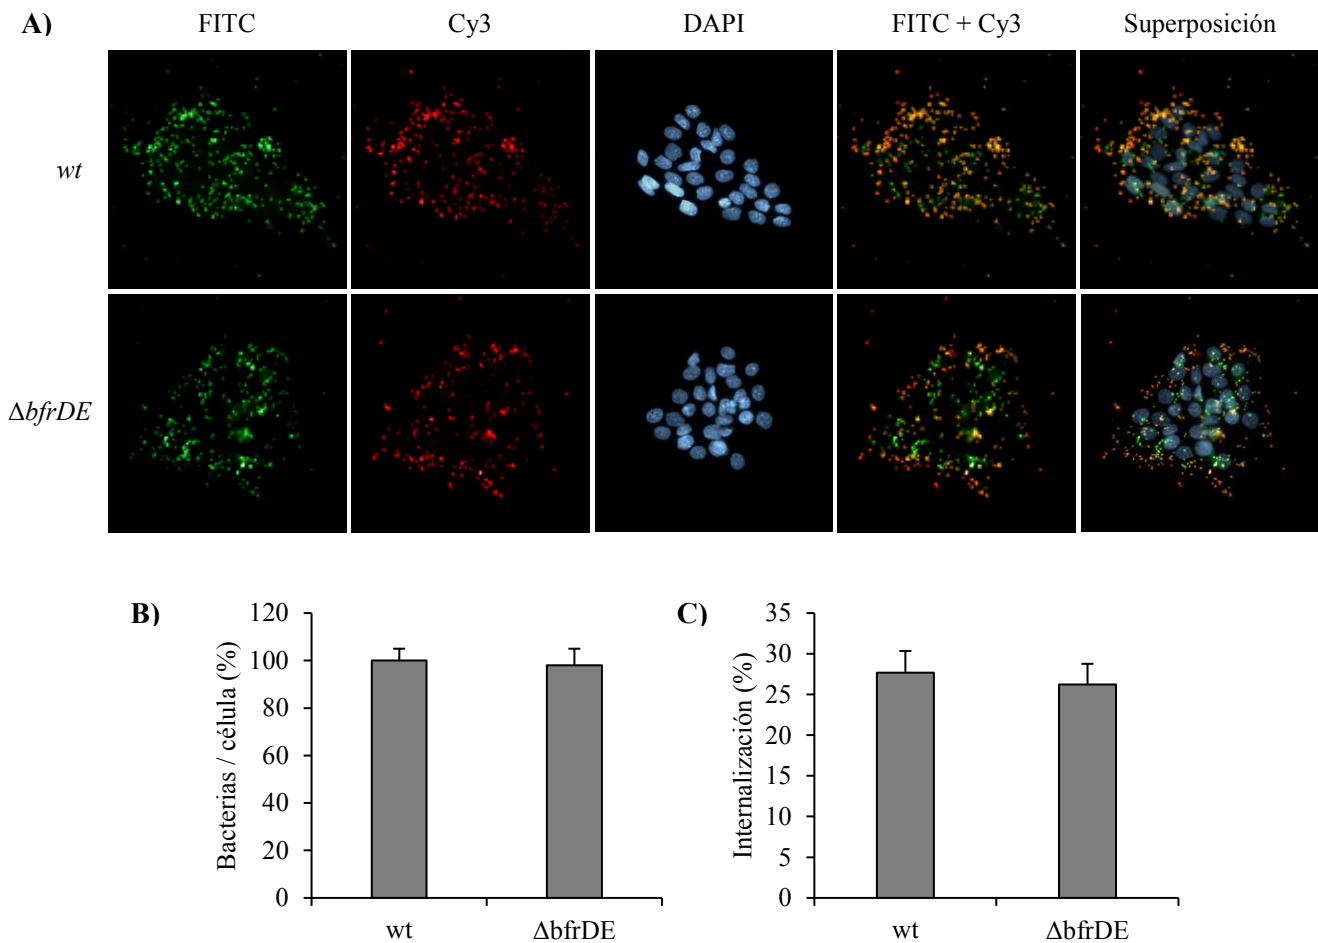 A) FITC Cy3 DAPI FITC + Cy3 Superposición
wt
ΔbfrDE
B)
Bacterias / célula (%)
120
100
80
60
40
20
0
wt ΔbfrDE
C)
Internalización (%)
35
30
25
20
15
10
5
0
wt ΔbfrDE